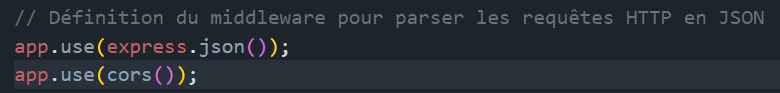 // Définition du middleware pour parser les requêtes HTTP en JSON
app.use(express.json());
app.use(cors());